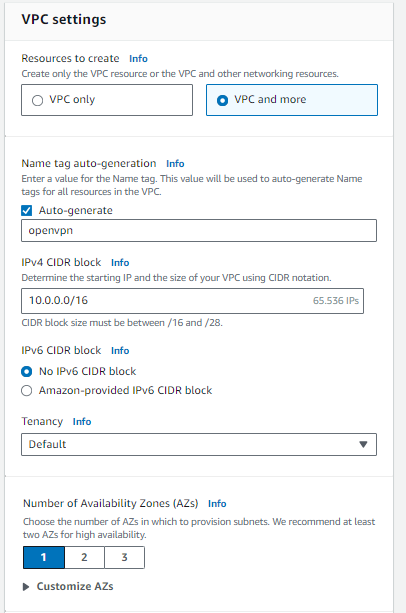 VPC settings
Resources to create Info
Create only the VPC resource or the VPC and other networking resources.
VPC only
VPC and more
Name tag auto-generation Info
Enter a value for the Name tag. This value will be used to auto-generate Name
tags for all resources in the VPC.
Auto-generate
openvpn
IPv4 CIDR block Info
Determine the starting IP and the size of your VPC using CIDR notation.
10.0.0.0/16 65.536 IPs
CIDR block size must be between /16 and /28.
IPv6 CIDR block Info
No IPv6 CIDR block
Amazon-provided IPv6 CIDR block
Tenancy Info
Default
Number of Availability Zones (AZs) Info
Choose the number of AZs in which to provision subnets. We recommend at least
two AZs for high availability.
1 2 3
Customize AZs